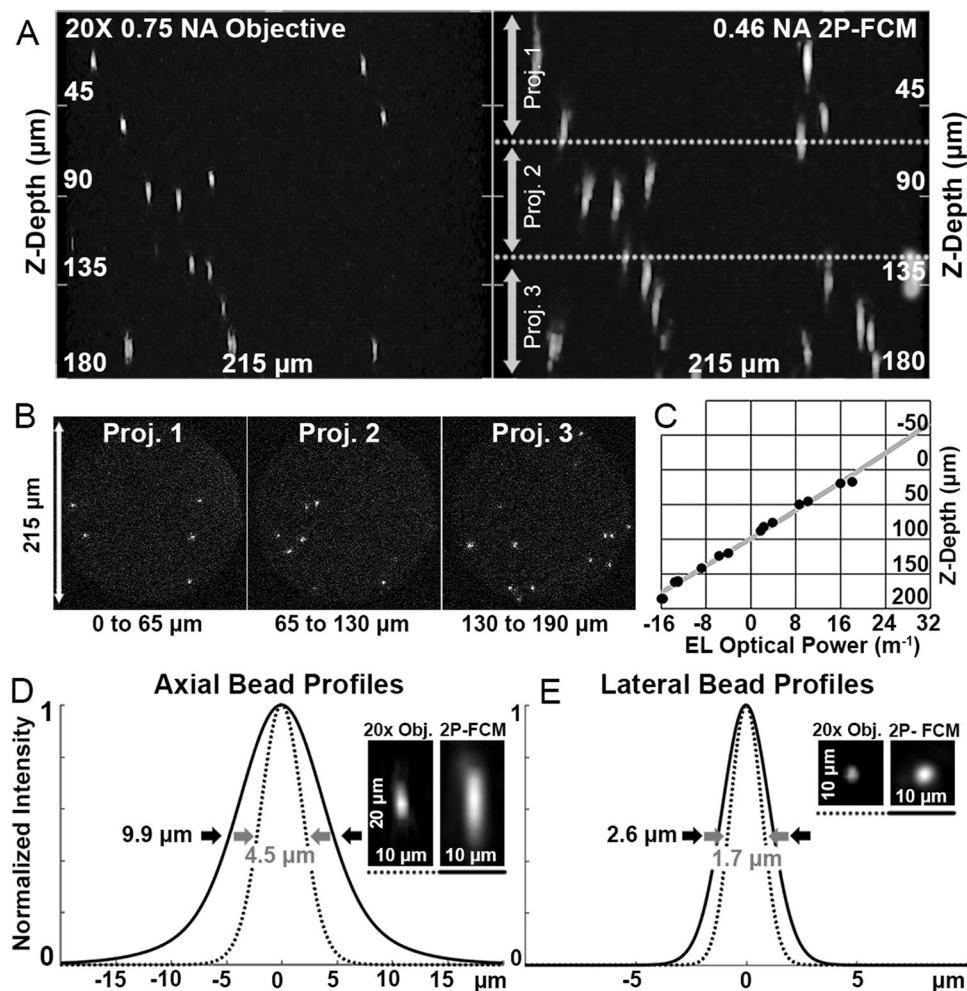 A
20X 0.75 NA Objective
0.46 NA 2P-FCM
Z-Depth (µm)
45
90
135
180
215 µm
Proj. 1
Proj. 2
Proj. 3
45
90
135
180
215 µm
Z-Depth (µm)
B
215 µm
Proj. 1
Proj. 2
Proj. 3
0 to 65 µm
65 to 130 µm
130 to 190 µm
C
-50
0
50
100
150
200
Z-Depth (µm)
-16 -8 0 8 16 24 32
EL Optical Power (m⁻¹)
D
Axial Bead Profiles
Normalized Intensity
1
0
9.9 µm
4.5 µm
20x Obj.
2P-FCM
20 µm
10 µm
10 µm
-15 -10 -5 0 5 10 15 µm
E
Lateral Bead Profiles
1
0
2.6 µm
1.7 µm
20x Obj.
2P- FCM
10 µm
10 µm
-5 0 5 µm